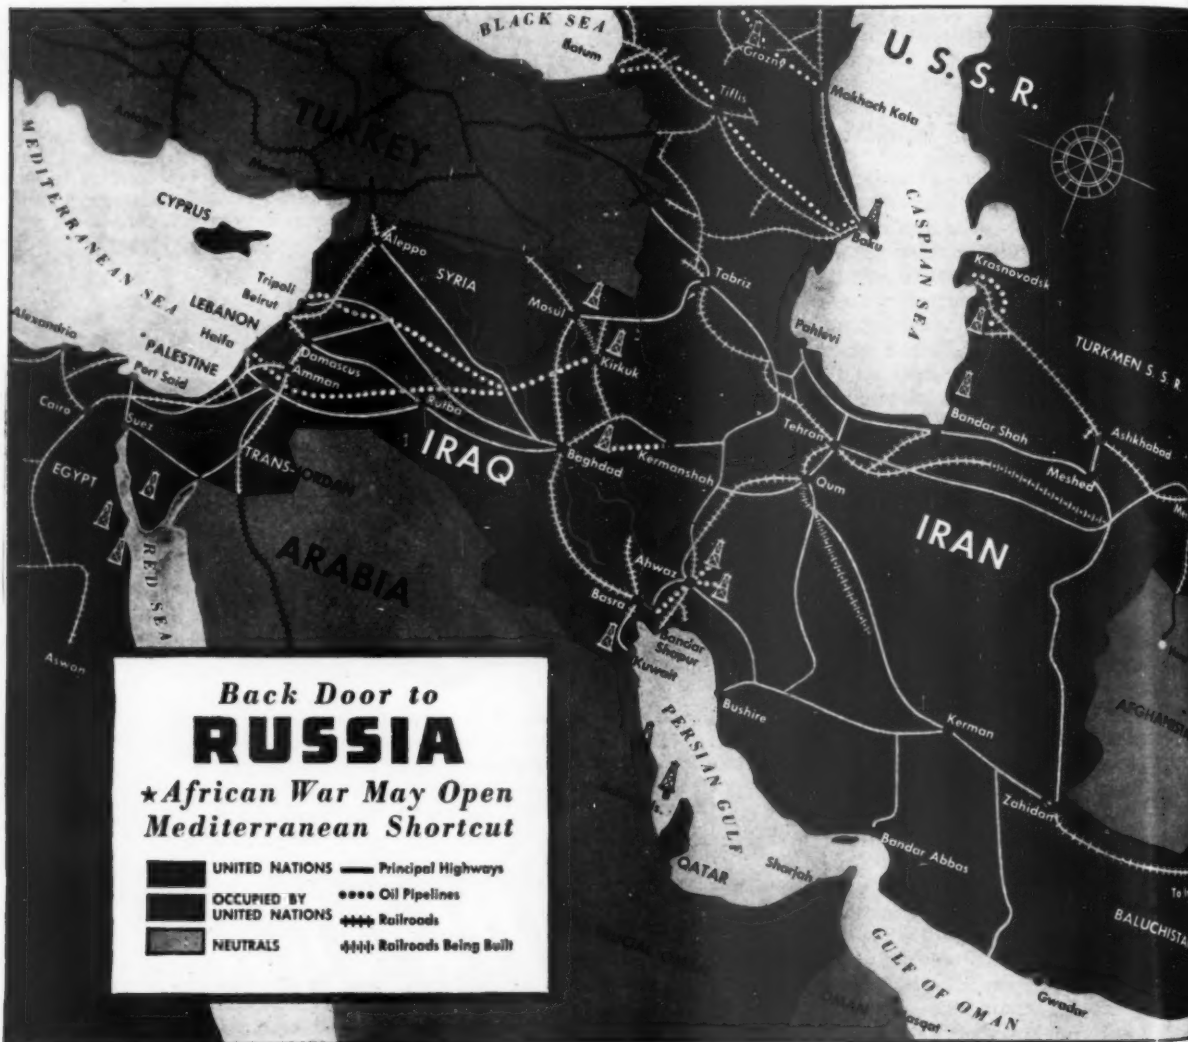 BLACK SEA
Batum
Grozny
U. S. S. R.
Tiflis
Makhach Kala
TURKEY
MEDITERRANEAN SEA
CYPRUS
CASPIAN SEA
Baku
Aleppo
SYRIA
Tabriz
Krasnovodsk
Tripoli
Beirut
LEBANON
Mosul
Pahlevi
Alexandria
Haifa
Kirkuk
TURKMEN S. S. R.
PALESTINE
Damascus
Port Said
Amman
Cairo
Rutba
Suez
IRAQ
Tehran
Bandar Shah
Ashkhabad
EGYPT
TRANS-JORDAN
Baghdad
Kermanshah
Meshed
Qum
IRAN
RED SEA
ARABIA
Ahwaz
Basra
Aswan
Bandar
Shapur
Kuwait
Bushire
Kerman
PERSIAN GULF
Zahidan
Bandar Abbas
QATAR
Sharjah
BALUCHISTA
GULF OF OMAN
Gwadar
OMAN
Back Door to
RUSSIA
★African War May Open
Mediterranean Shortcut
UNITED NATIONS
Principal Highways
OCCUPIED BY
UNITED NATIONS
Oil Pipelines
Railroads
NEUTRALS
Railroads Being Built